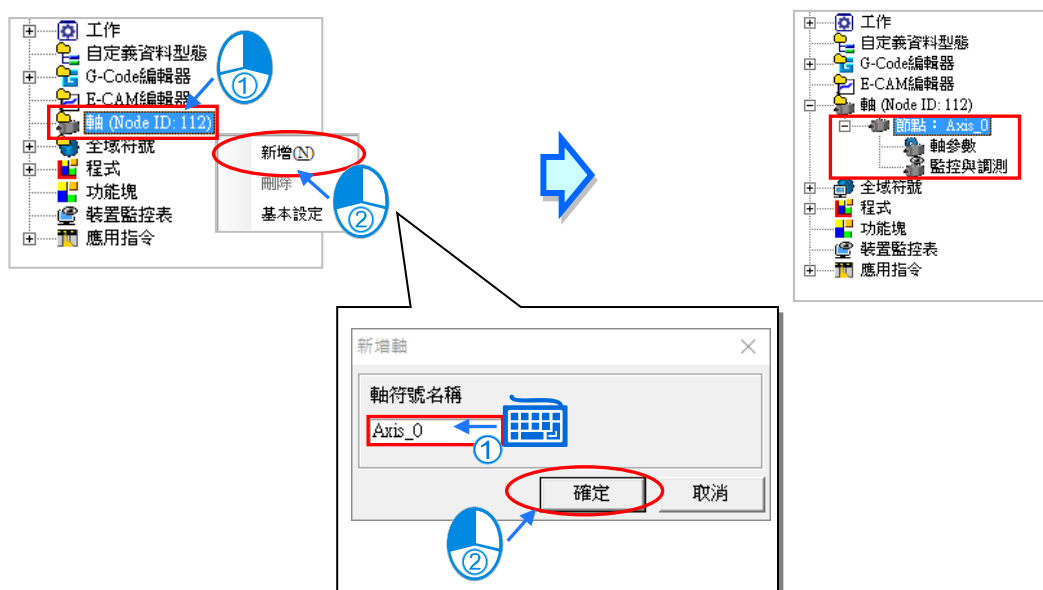 工作
自定義資料型態
G-Code編輯器
E-CAM編輯器
軸 (Node ID: 112)
全域符號
程式
功能塊
裝置監控表
應用指令
①
新增(N)
刪除
基本設定
②
新增軸
軸符號名稱
Axis_0
①
確定
取消
②
工作
自定義資料型態
G-Code編輯器
E-CAM編輯器
軸 (Node ID: 112)
節點： Axis_0
軸參數
監控與調測
全域符號
程式
功能塊
裝置監控表
應用指令